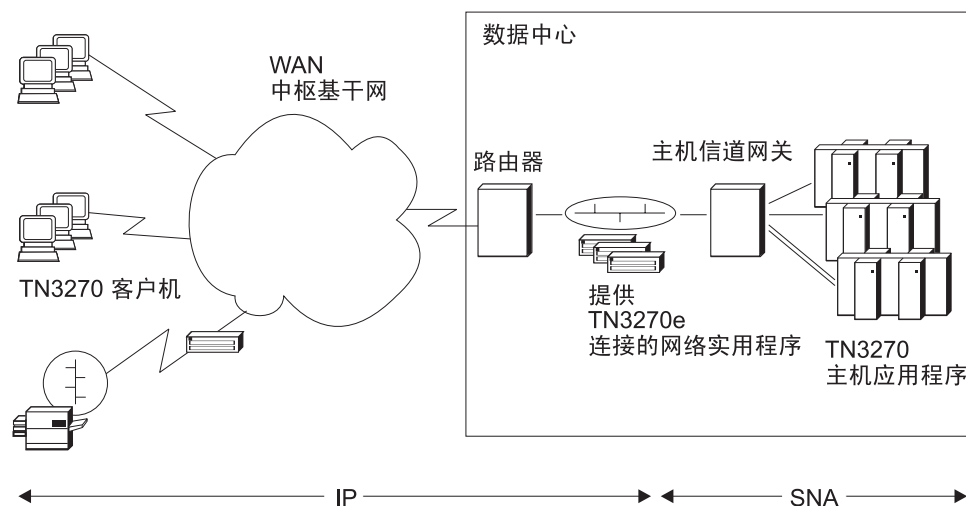 数据中心
WAN
中枢基干网
路由器
主机信道网关
TN3270 客户机
提供
TN3270e
连接的网络实用程序
TN3270
主机应用程序
IP
SNA